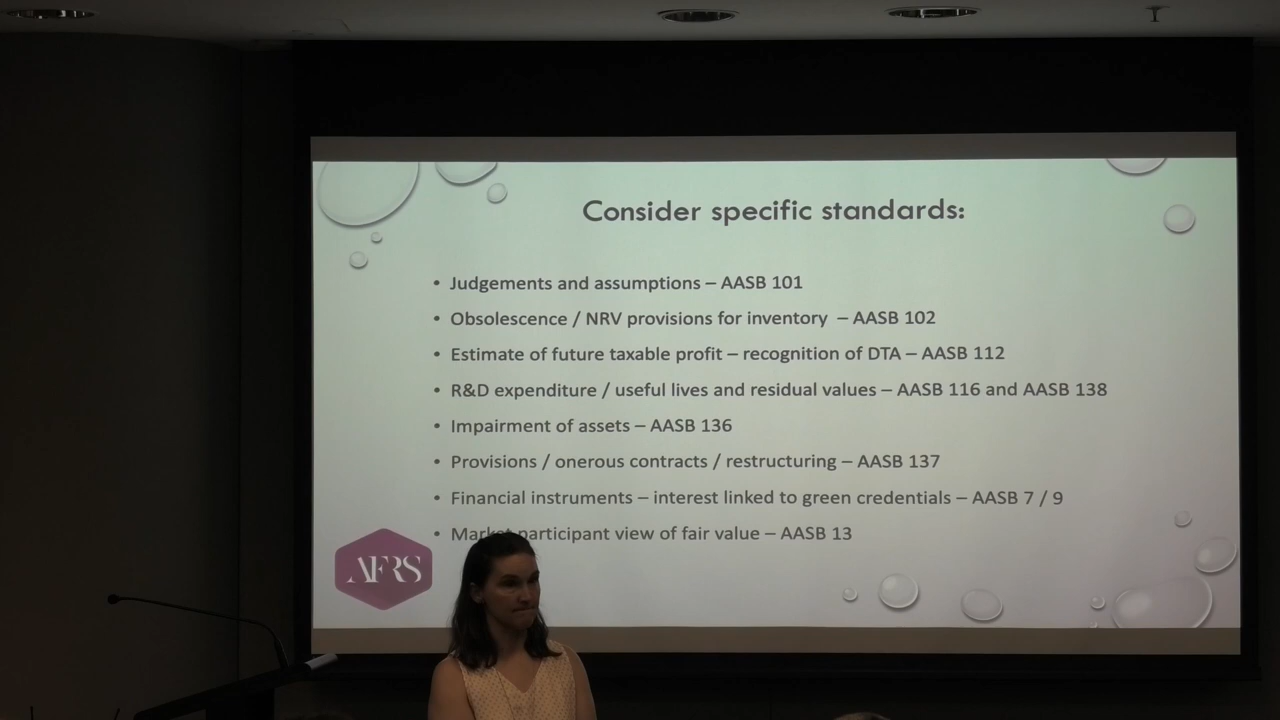 Consider specific standards:
• Judgements and assumptions – AASB 101
• Obsolescence / NRV provisions for inventory – AASB 102
• Estimate of future taxable profit – recognition of DTA – AASB 112
• R&D expenditure / useful lives and residual values – AASB 116 and AASB 138
• Impairment of assets – AASB 136
• Provisions / onerous contracts / restructuring – AASB 137
• Financial instruments – interest linked to green credentials – AASB 7 / 9
• Market participant view of fair value – AASB 13
AFRS